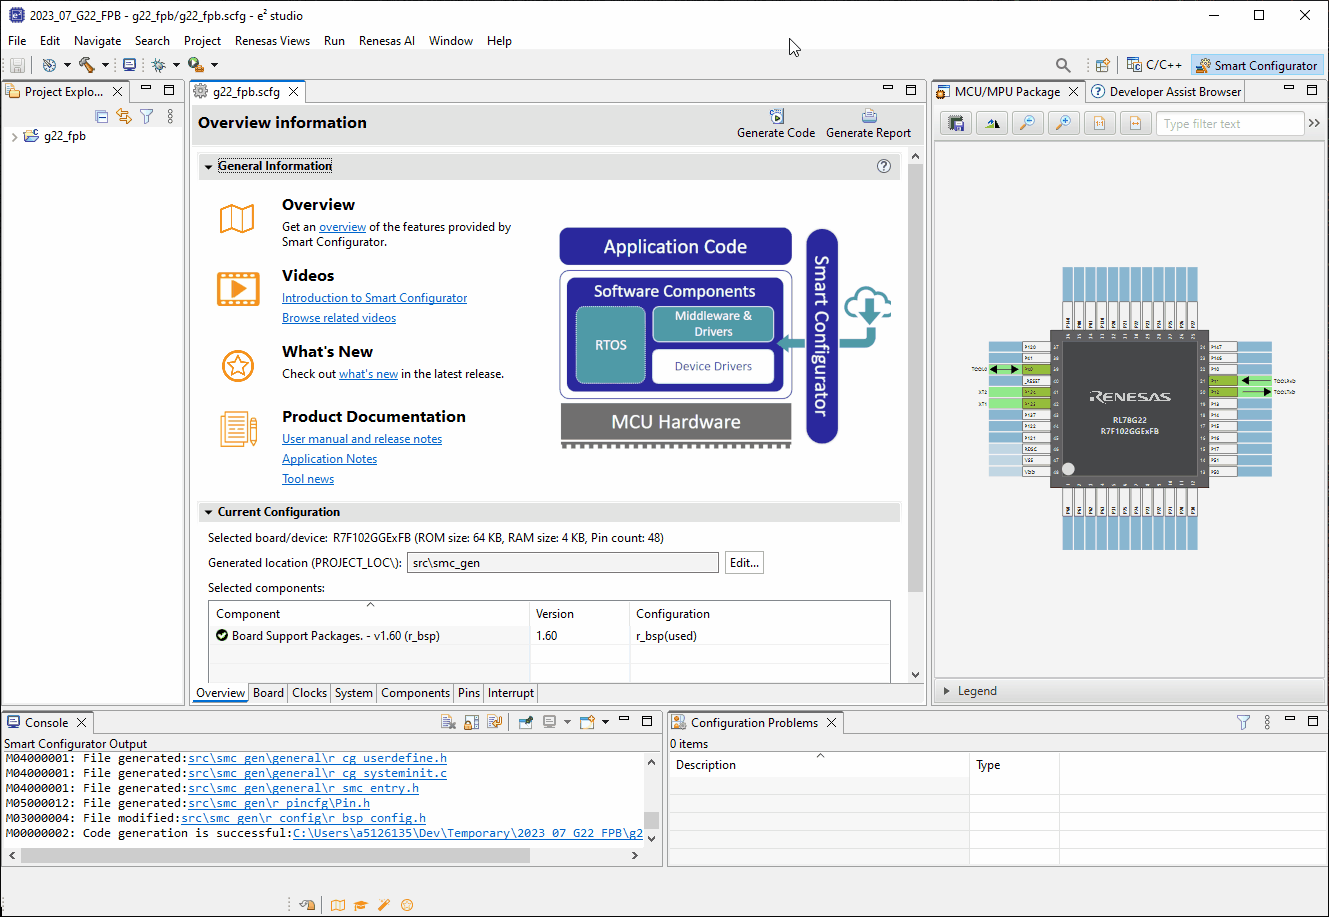 2023_07_G22_FPB - g22_fpb/g22_fpb.scfg - e² studio
File Edit Navigate Search Project Renesas Views Run Renesas AI Window Help
C/C++ Smart Configurator
Project Explo...
g22_fpb
g22_fpb.scfg
Overview information
Generate Code Generate Report
General Information
Overview
Get an overview of the features provided by
Smart Configurator.
Videos
Introduction to Smart Configurator
Browse related videos
What's New
Check out what's new in the latest release.
Product Documentation
User manual and release notes
Application Notes
Tool news
Application Code
Software Components
RTOS
Middleware &
Drivers
Device Drivers
MCU Hardware
Smart Configurator
Current Configuration
Selected board/device: R7F102GGExFB (ROM size: 64 KB, RAM size: 4 KB, Pin count: 48)
Generated location (PROJECT_LOC\): src\smc_gen Edit...
Selected components:
Component Version Configuration
Board Support Packages. - v1.60 (r_bsp) 1.60 r_bsp(used)
Overview Board Clocks System Components Pins Interrupt
MCU/MPU Package Developer Assist Browser
Type filter text
RENESAS
RL78G22
R7F102GGExFB
Legend
Console
Smart Configurator Output
M04000001: File generated:src\smc_gen\general\r_cg_userdefine.h
M04000001: File generated:src\smc_gen\general\r_cg_systeminit.c
M04000001: File generated:src\smc_gen\general\r_smc_entry.h
M05000012: File generated:src\smc_gen\r_pincfg\Pin.h
M03000004: File modified:src\smc_gen\r_config\r_bsp_config.h
M00000002: Code generation is successful:C:\Users\a5126135\Dev\Temporary\2023_07_G22_FPB\g2
Configuration Problems
0 items
Description Type